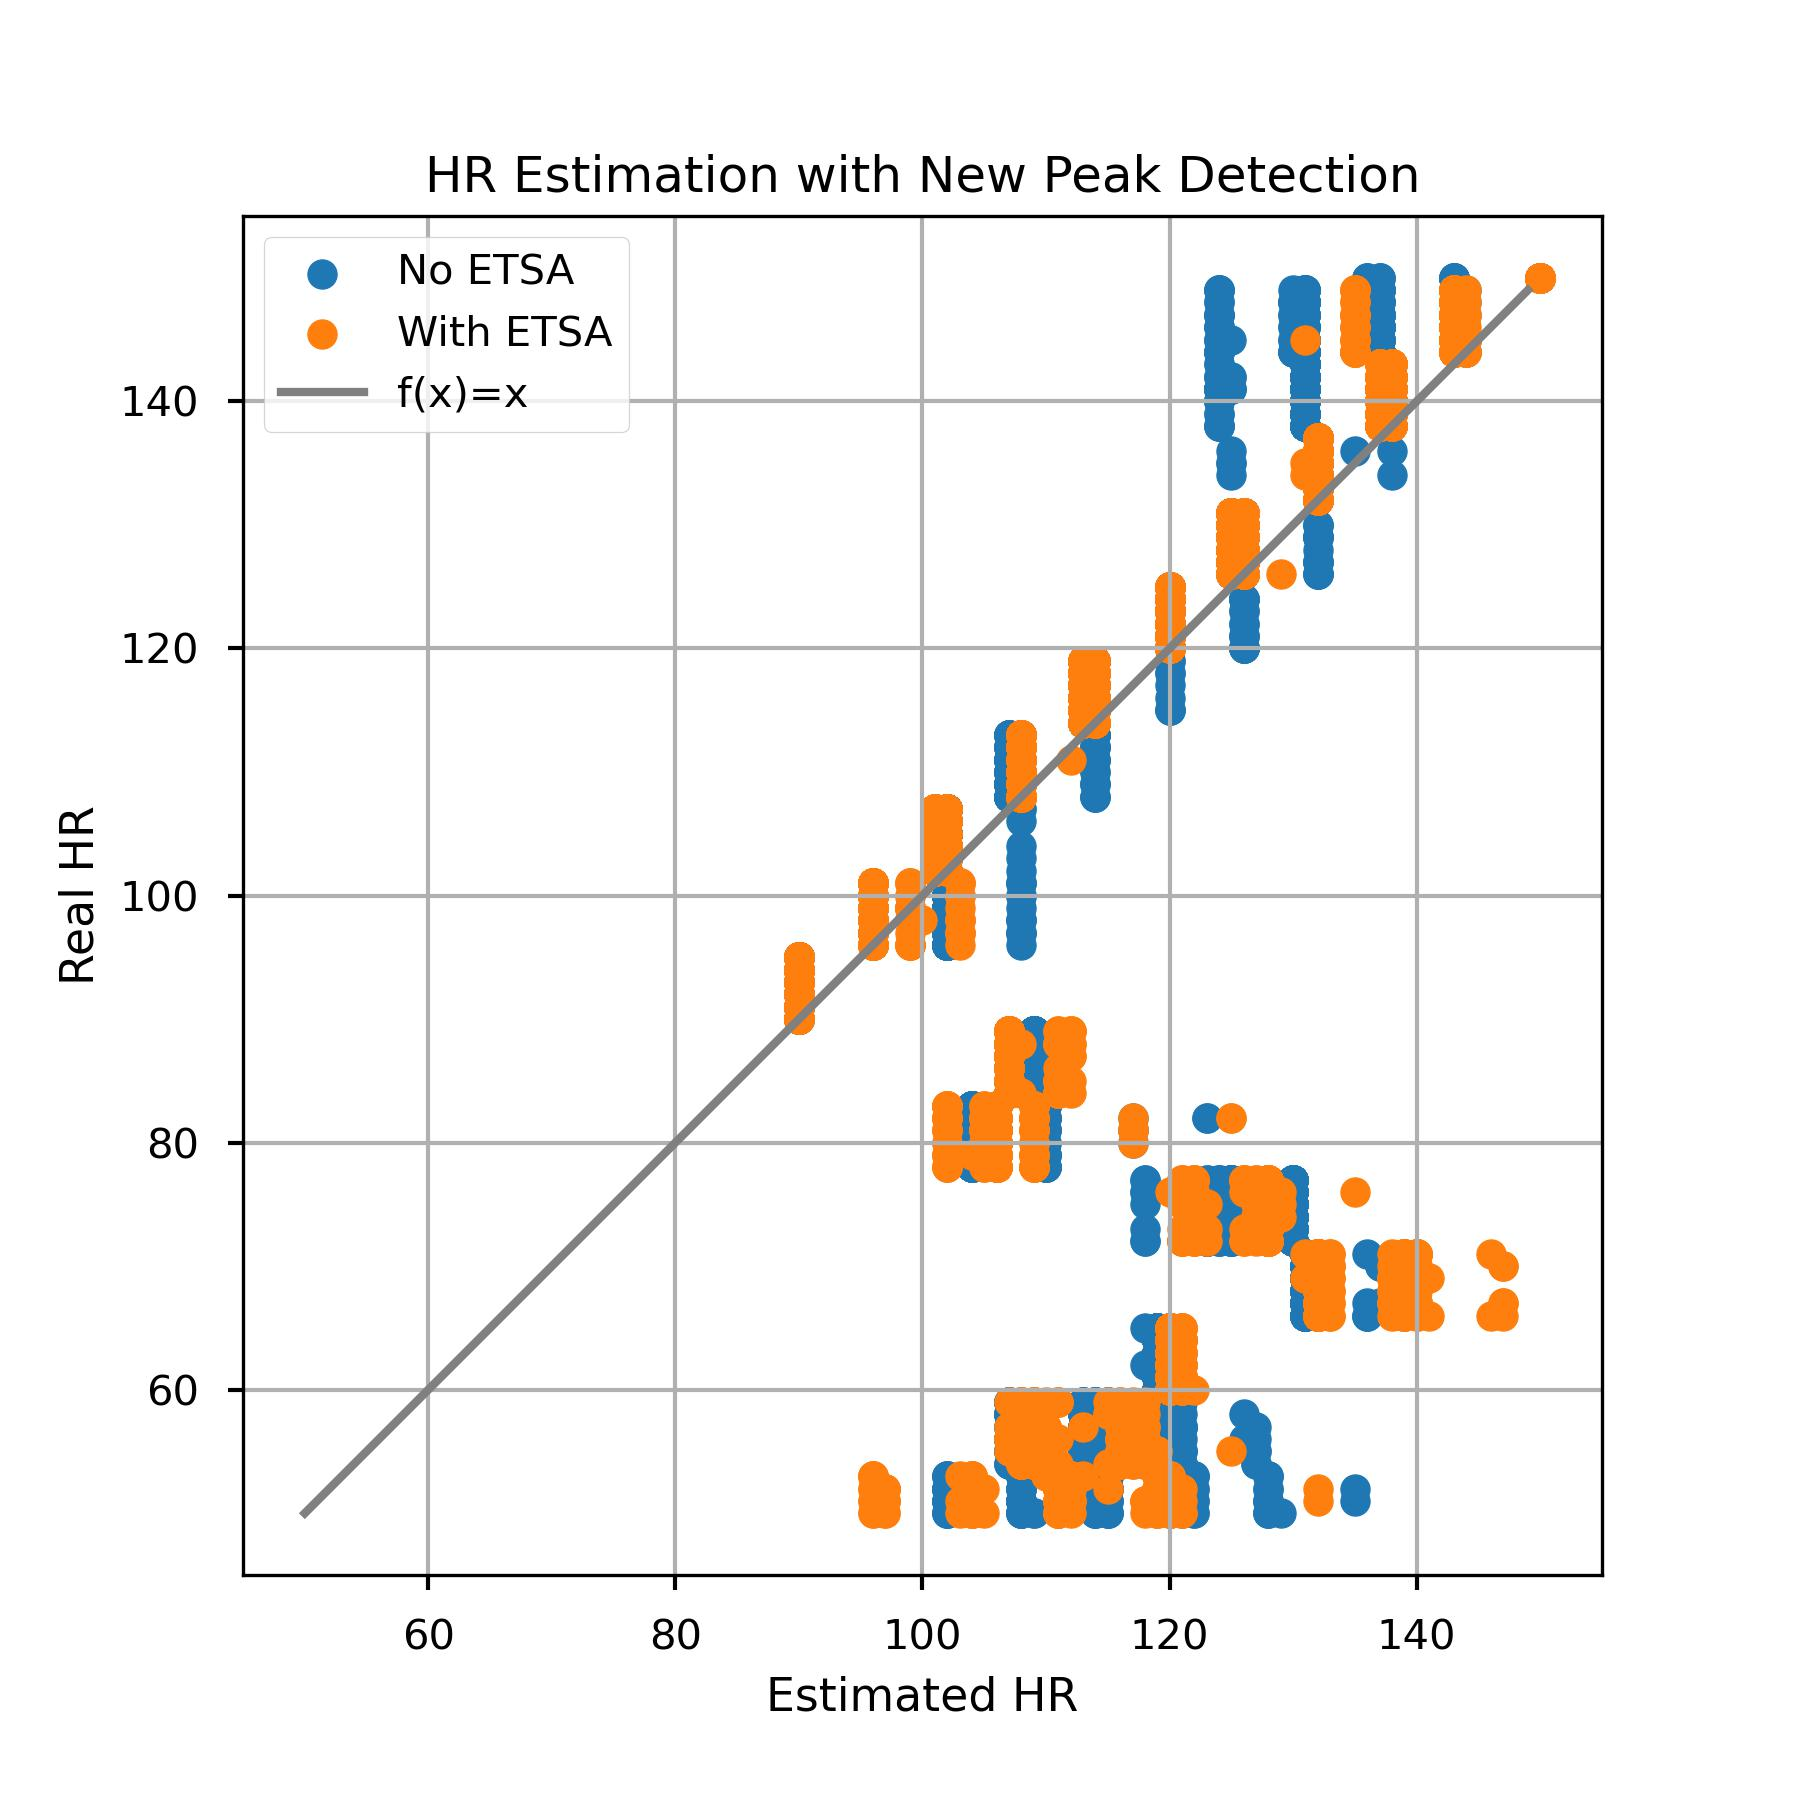 HR Estimation with New Peak Detection
No ETSA
With ETSA
f(x)=x
140
120
100
80
60
Real HR
60 80 100 120 140
Estimated HR